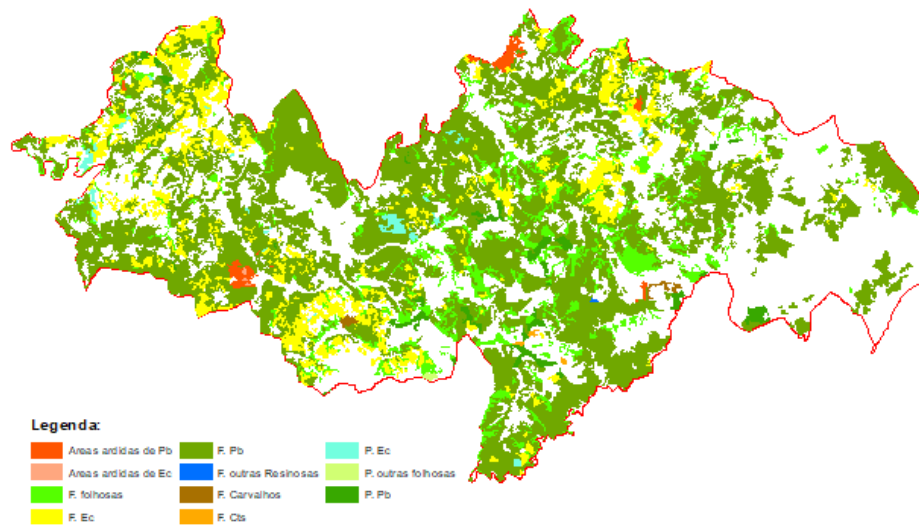 Legenda:
Areas ardidas de Pb
F. Pb
P. Ec
Areas ardidas de Ec
F. outras Resinosas
P. outras folhosas
F. folhosas
F. Carvalhos
P. Pb
F. Ec
F. Cts